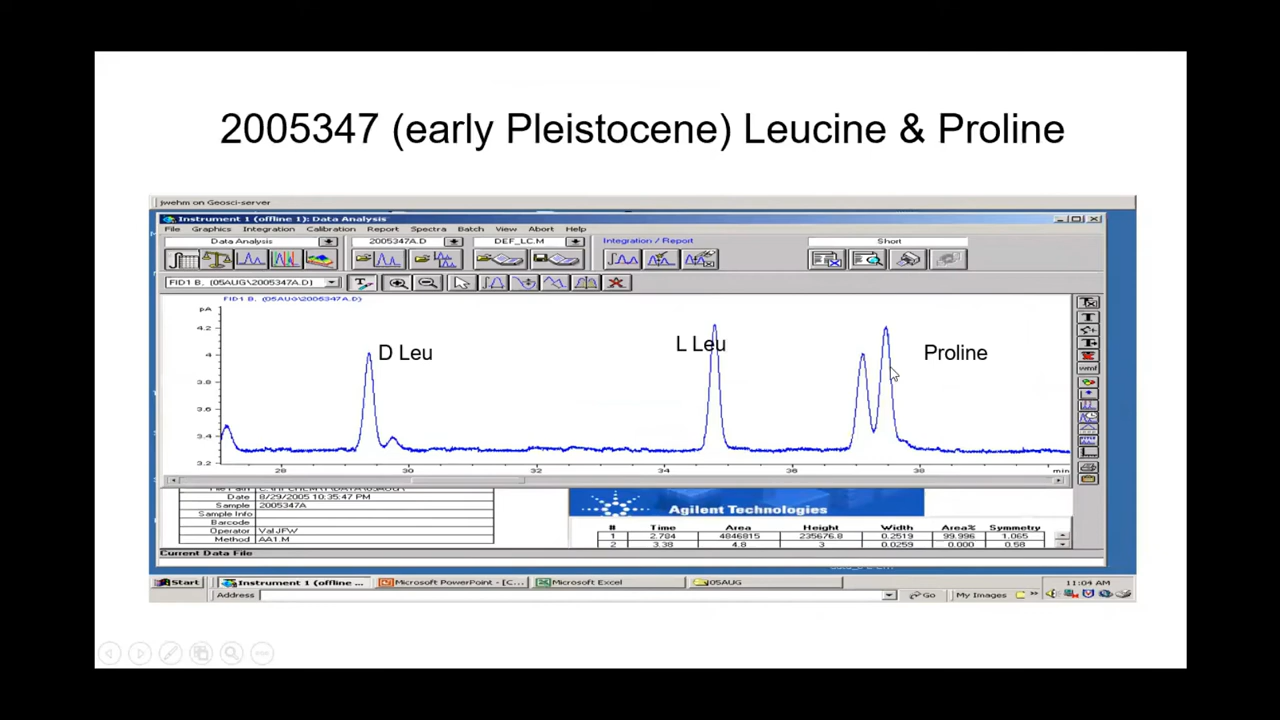 2005347 (early Pleistocene) Leucine & Proline
jwehm on Geosci-server
Instrument 1 (offline 1): Data Analysis
File Graphics Integration Calibration Report Spectra Batch View Abort Help
Data Analysis 2005347A.D DEF_LC.M Integration / Report Short
FID1 B, (05AUG\2005347A.D)
FID1 B, (05AUG\2005347A.D)
pA
4.2
4
3.8
3.6
3.4
3.2
D Leu
L Leu
Proline
wmf
28 30 32 34 36 38 min
Date 8/29/2005 10:35:47 PM
Sample 2005347A
Sample Info
Barcode
Operator Val JFW
Method AA1.M
Agilent Technologies
# Time Area Height Width Area% Symmetry
1 2.784 4846815 235676.8 0.2519 99.996 1.065
2 3.38 4.8 3 0.0259 0.000 0.58
Current Data File
Start Instrument 1 (offline ... Microsoft PowerPoint - [C... Microsoft Excel 05AUG 11:04 AM
Address Go My Images »